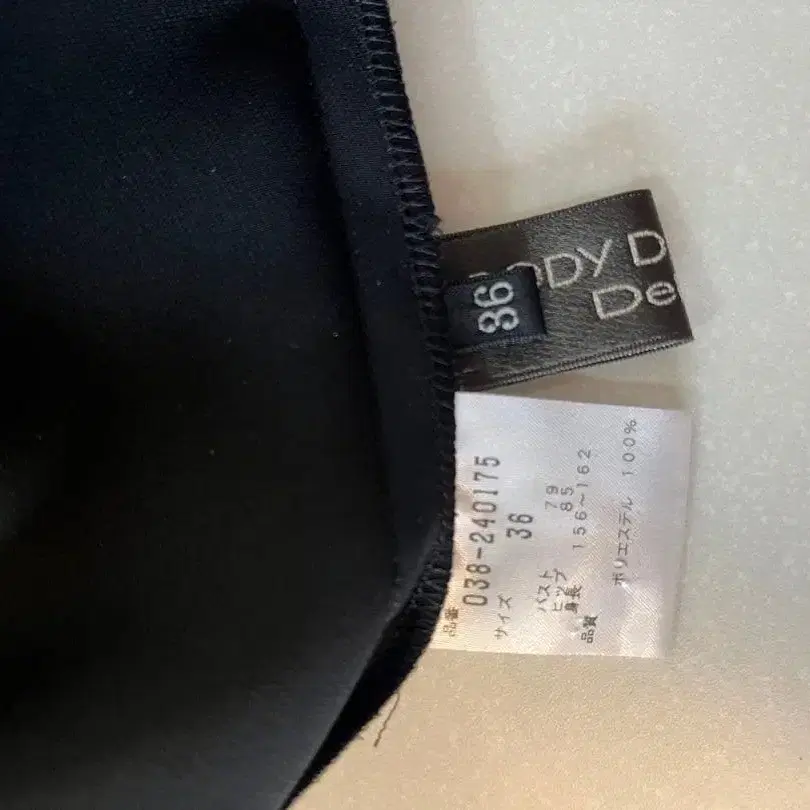 BODY D
De
36
品番 038-240175
サイズ 36
バスト 79
ヒップ 85
身長 156～162
品質 ポリエステル 100%